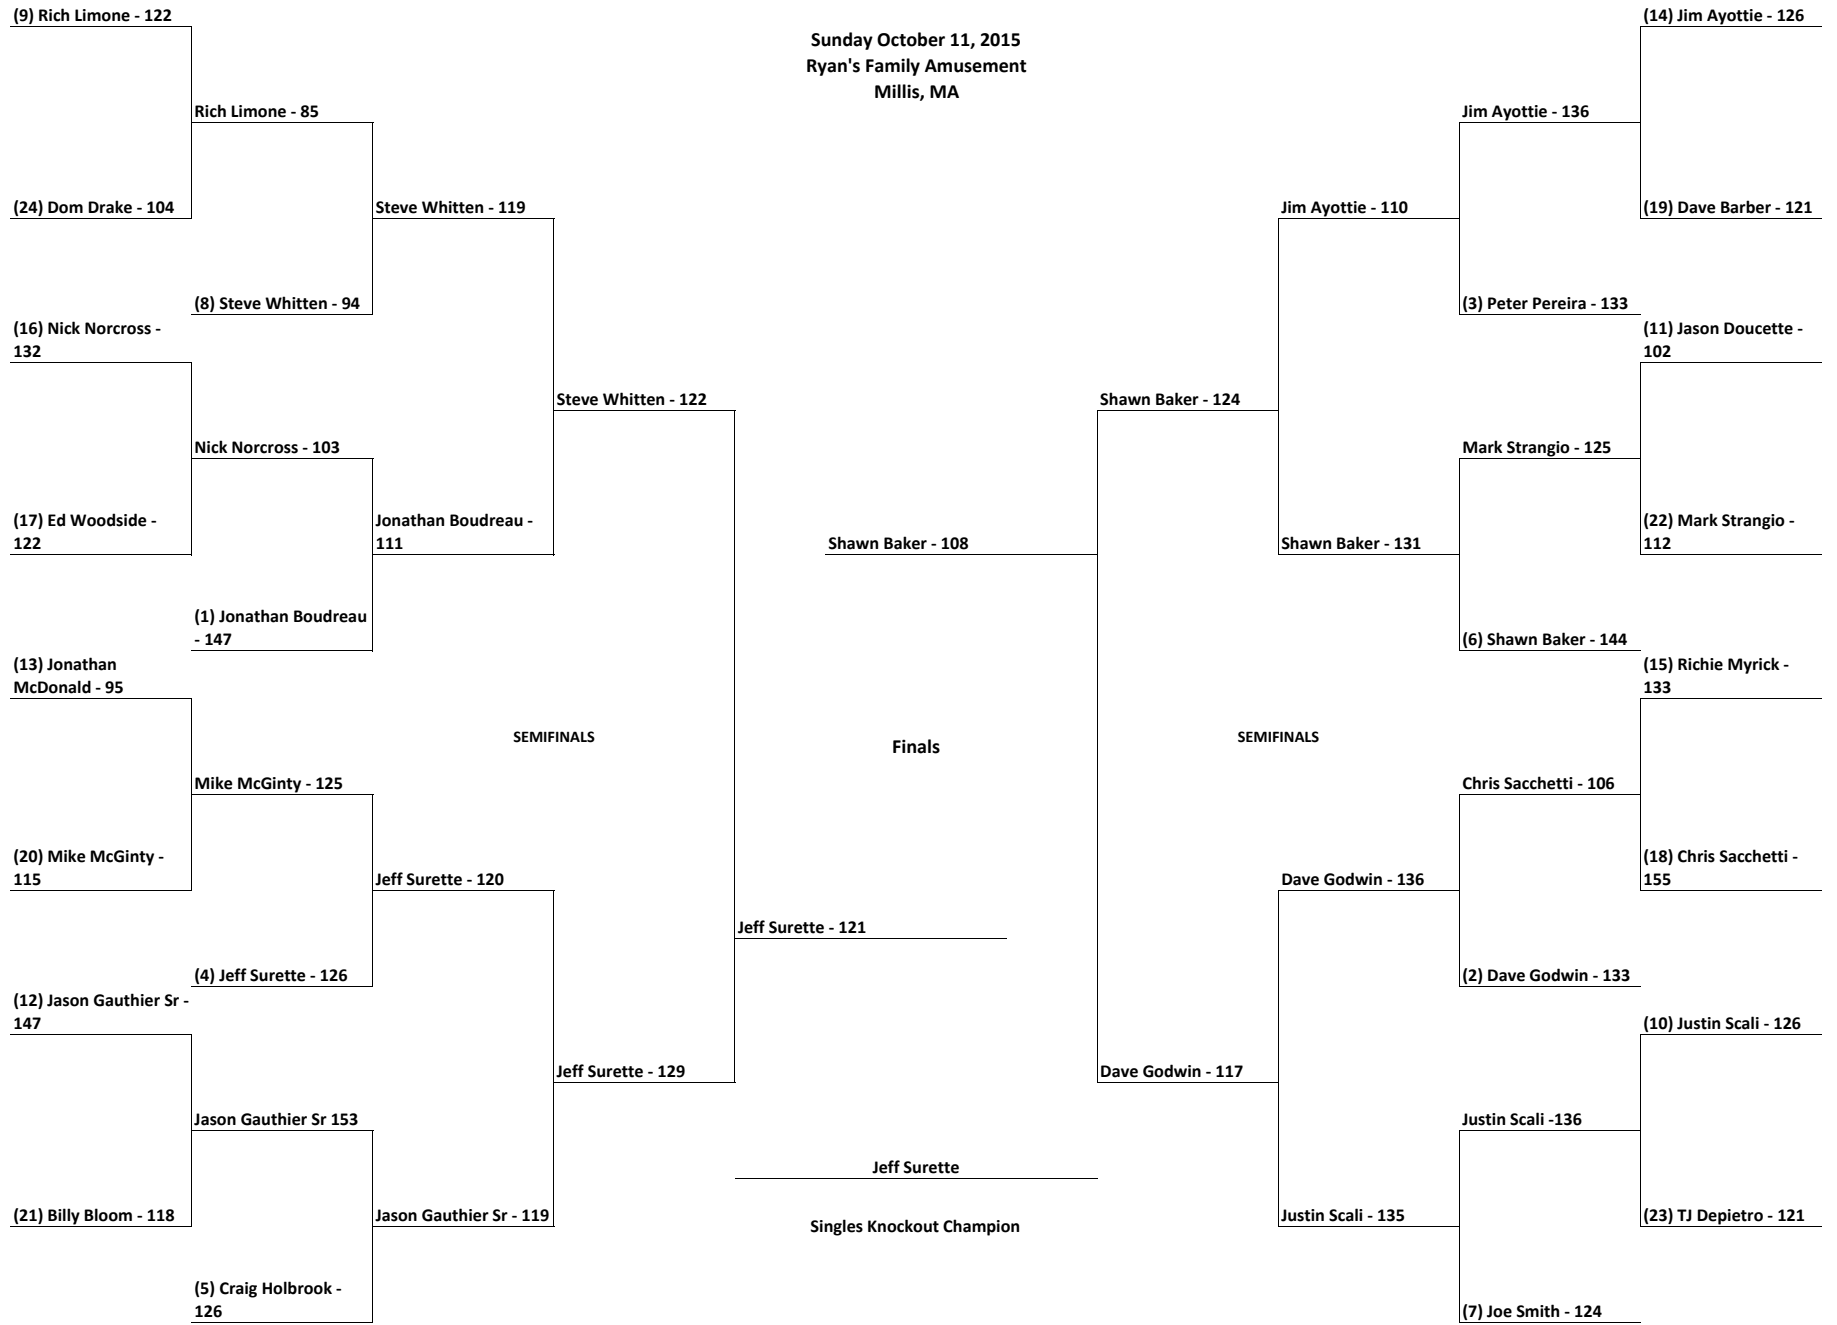 (9) Rich Limone - 122
(14) Jim Ayottie - 126
Sunday October 11, 2015
Ryan's Family Amusement
Millis, MA
Rich Limone - 85
Jim Ayottie - 136
(24) Dom Drake - 104
Steve Whitten - 119
Jim Ayottie - 110
(19) Dave Barber - 121
(8) Steve Whitten - 94
(3) Peter Pereira - 133
(16) Nick Norcross -
132
(11) Jason Doucette -
102
Steve Whitten - 122
Shawn Baker - 124
Nick Norcross - 103
Mark Strangio - 125
(17) Ed Woodside -
122
Jonathan Boudreau -
111
Shawn Baker - 108
Shawn Baker - 131
(22) Mark Strangio -
112
(1) Jonathan Boudreau
- 147
(6) Shawn Baker - 144
(13) Jonathan
McDonald - 95
(15) Richie Myrick -
133
SEMIFINALS
Finals
SEMIFINALS
Mike McGinty - 125
Chris Sacchetti - 106
(20) Mike McGinty -
115
Jeff Surette - 120
Dave Godwin - 136
(18) Chris Sacchetti -
155
Jeff Surette - 121
(4) Jeff Surette - 126
(2) Dave Godwin - 133
(12) Jason Gauthier Sr -
147
(10) Justin Scali - 126
Jeff Surette - 129
Dave Godwin - 117
Jason Gauthier Sr 153
Justin Scali -136
Jeff Surette
(21) Billy Bloom - 118
Jason Gauthier Sr - 119
Singles Knockout Champion
Justin Scali - 135
(23) TJ Depietro - 121
(5) Craig Holbrook -
126
(7) Joe Smith - 124